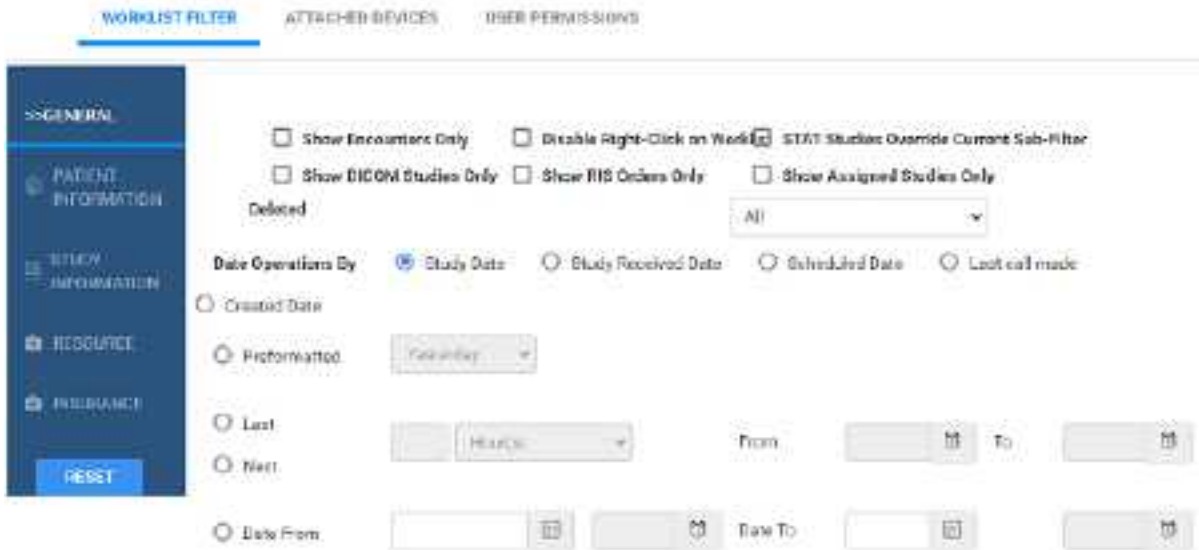 WORKLIST FILTER ATTACHED DEVICES USER PERMISSIONS
>>GENERAL
PATIENT INFORMATION
STUDY INFORMATION
RESOURCE
INSURANCE
RESET
Show Encounters Only Disable Right-Click on Worklist STAT Studies Override Current Sub-Filter
Show DICOM Studies Only Show RIS Orders Only Show Assigned Studies Only
Deleted All
Date Operations By Study Date Study Received Date Scheduled Date Last call made
Created Date
Preformatted Yesterday
Last
Hour(s) From To
Next
Date From Date To